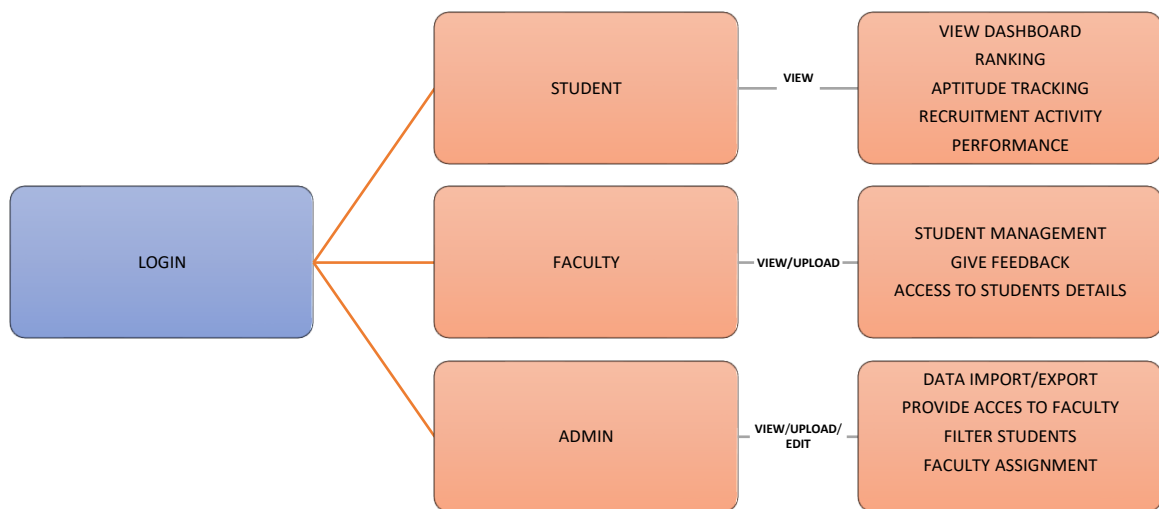 STUDENT
VIEW
VIEW DASHBOARD
RANKING
APTITUDE TRACKING
RECRUITMENT ACTIVITY
PERFORMANCE
LOGIN
FACULTY
VIEW/UPLOAD
STUDENT MANAGEMENT
GIVE FEEDBACK
ACCESS TO STUDENTS DETAILS
ADMIN
VIEW/UPLOAD/
EDIT
DATA IMPORT/EXPORT
PROVIDE ACCES TO FACULTY
FILTER STUDENTS
FACULTY ASSIGNMENT